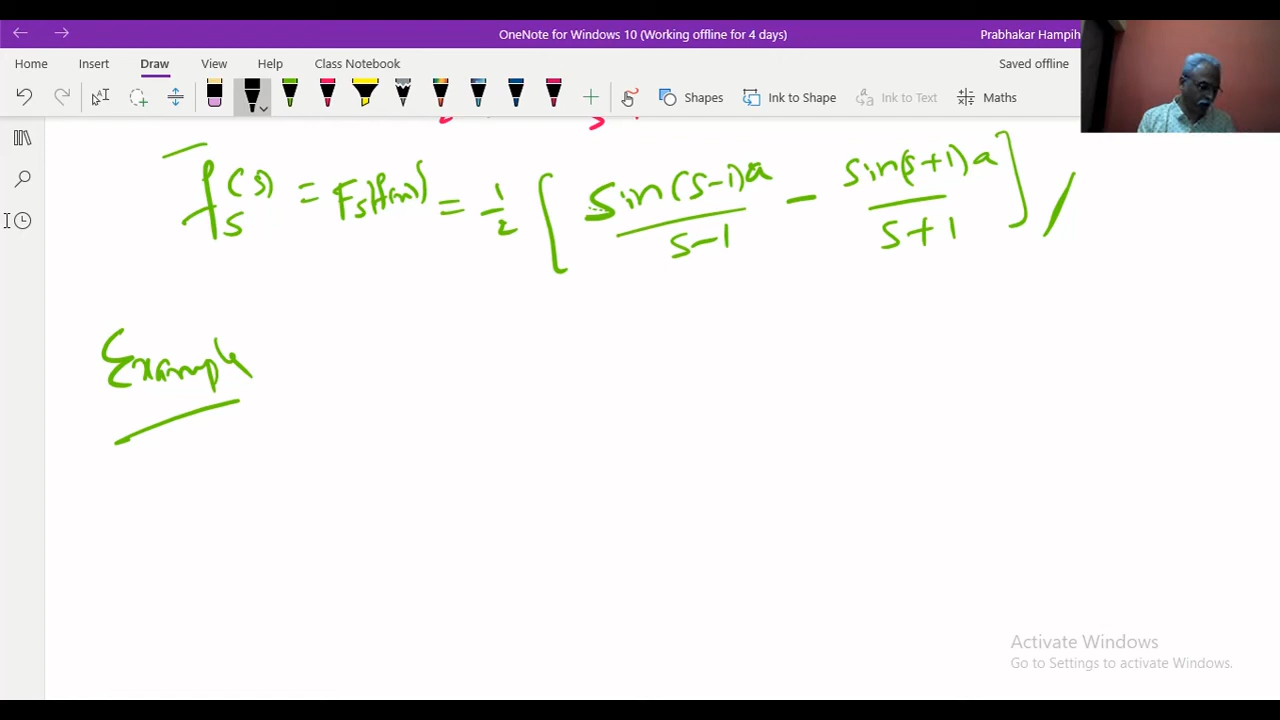 OneNote for Windows 10 (Working offline for 4 days)
Prabhakar Hampih
Home Insert Draw View Help Class Notebook Saved offline
Shapes Ink to Shape Ink to Text Maths
f_s(s) = F_s{f(x)} = 1/2 [ sin(s-1)a / s-1 - sin(s+1)a / s+1 ] /
Example
Activate Windows
Go to Settings to activate Windows.